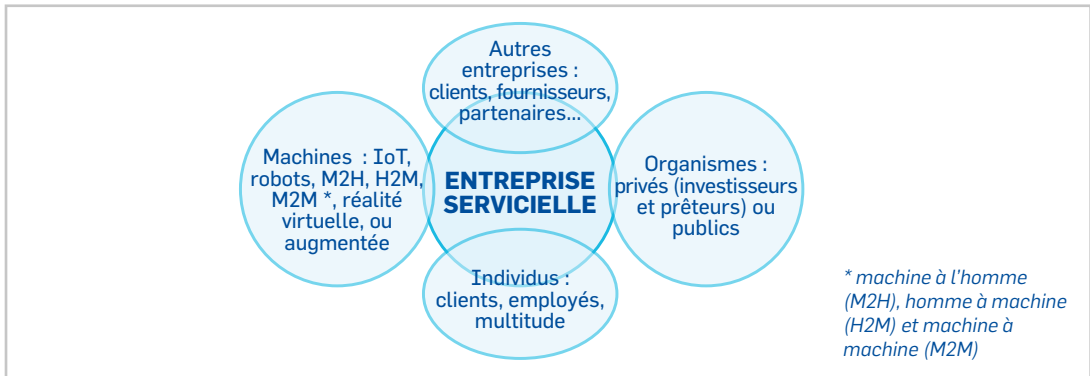 Autres
entreprises :
clients, fournisseurs,
partenaires...
Machines : IoT,
robots, M2H, H2M,
M2M *, réalité
virtuelle, ou
augmentée
ENTREPRISE
SERVICIELLE
Organismes :
privés (investisseurs
et prêteurs) ou
publics
Individus :
clients, employés,
multitude
* machine à l'homme
(M2H), homme à machine
(H2M) et machine à
machine (M2M)